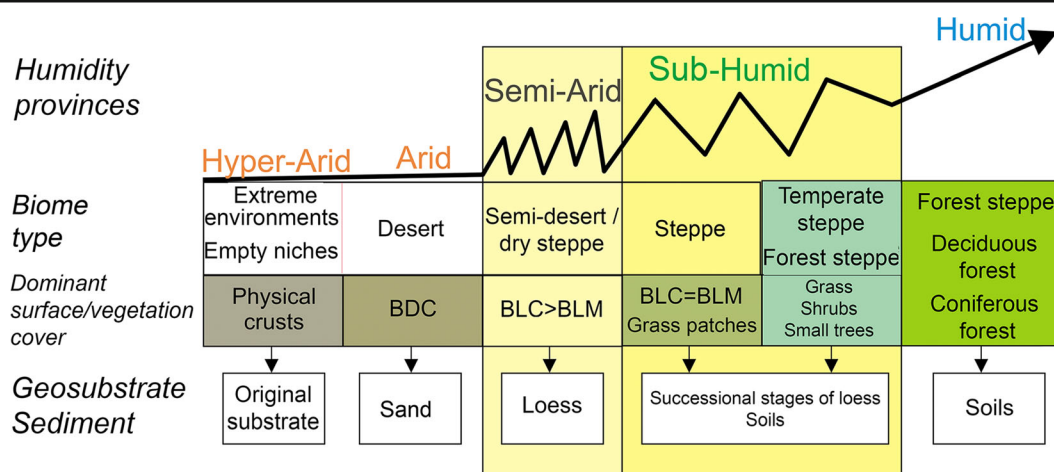 Humidity
provinces
Hyper-Arid
Arid
Semi-Arid
Sub-Humid
Humid
Biome
type
Extreme
environments
Empty niches
Desert
Semi-desert /
dry steppe
Steppe
Temperate
steppe
Forest steppe
Forest steppe
Deciduous
forest
Coniferous
forest
Dominant
surface/vegetation
cover
Physical
crusts
BDC
BLC>BLM
BLC=BLM
Grass patches
Grass
Shrubs
Small trees
Geosubstrate
Sediment
Original
substrate
Sand
Loess
Successional stages of loess
Soils
Soils